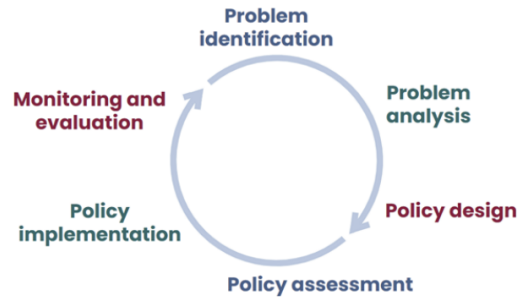 Problem
identification
Problem
analysis
Policy design
Policy assessment
Policy
implementation
Monitoring and
evaluation